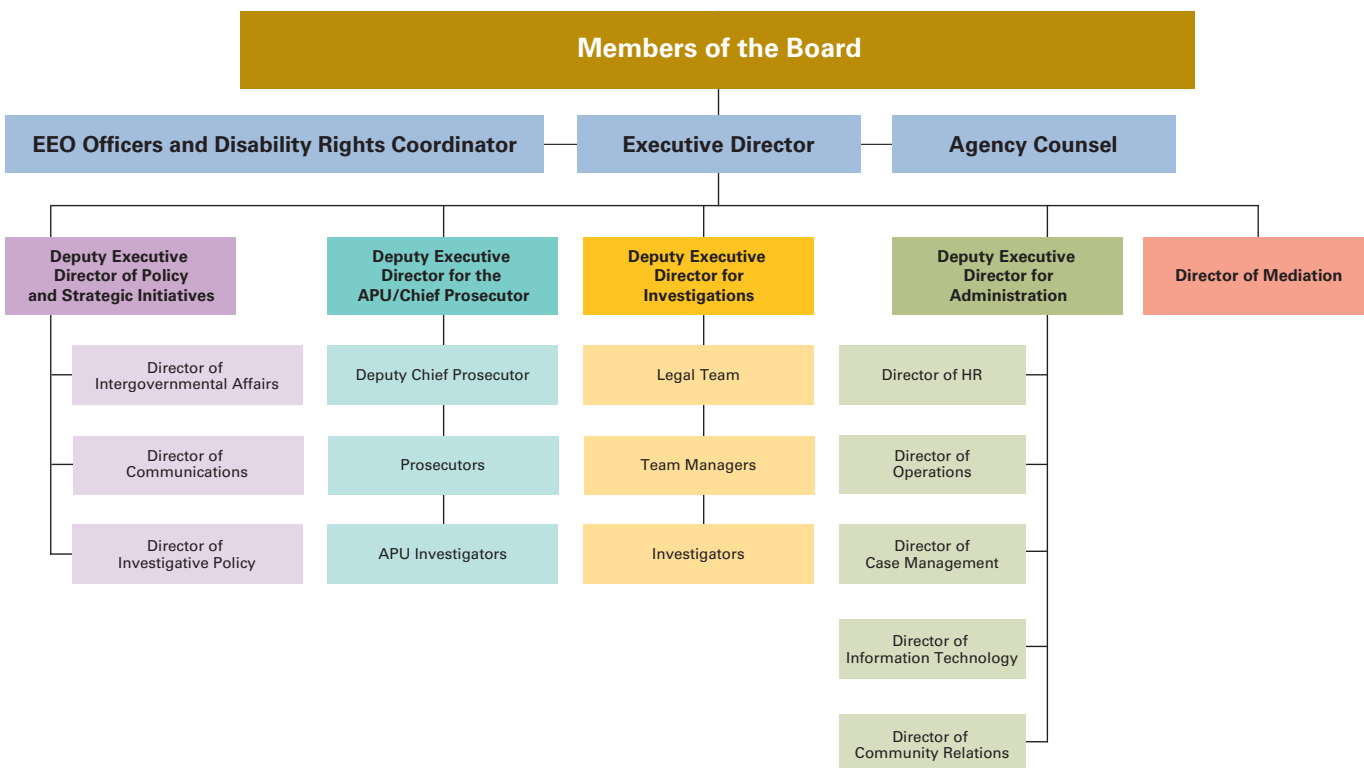 Members of the Board
EEO Officers and Disability Rights Coordinator
Executive Director
Agency Counsel
Deputy Executive
Director of Policy
and Strategic Initiatives
Deputy Executive
Director for the
APU/Chief Prosecutor
Deputy Executive
Director for
Investigations
Deputy Executive
Director for
Administration
Director of Mediation
Director of
Intergovernmental Affairs
Deputy Chief Prosecutor
Legal Team
Director of HR
Director of
Communications
Prosecutors
Team Managers
Director of
Operations
Director of
Investigative Policy
APU Investigators
Investigators
Director of
Case Management
Director of
Information Technology
Director of
Community Relations